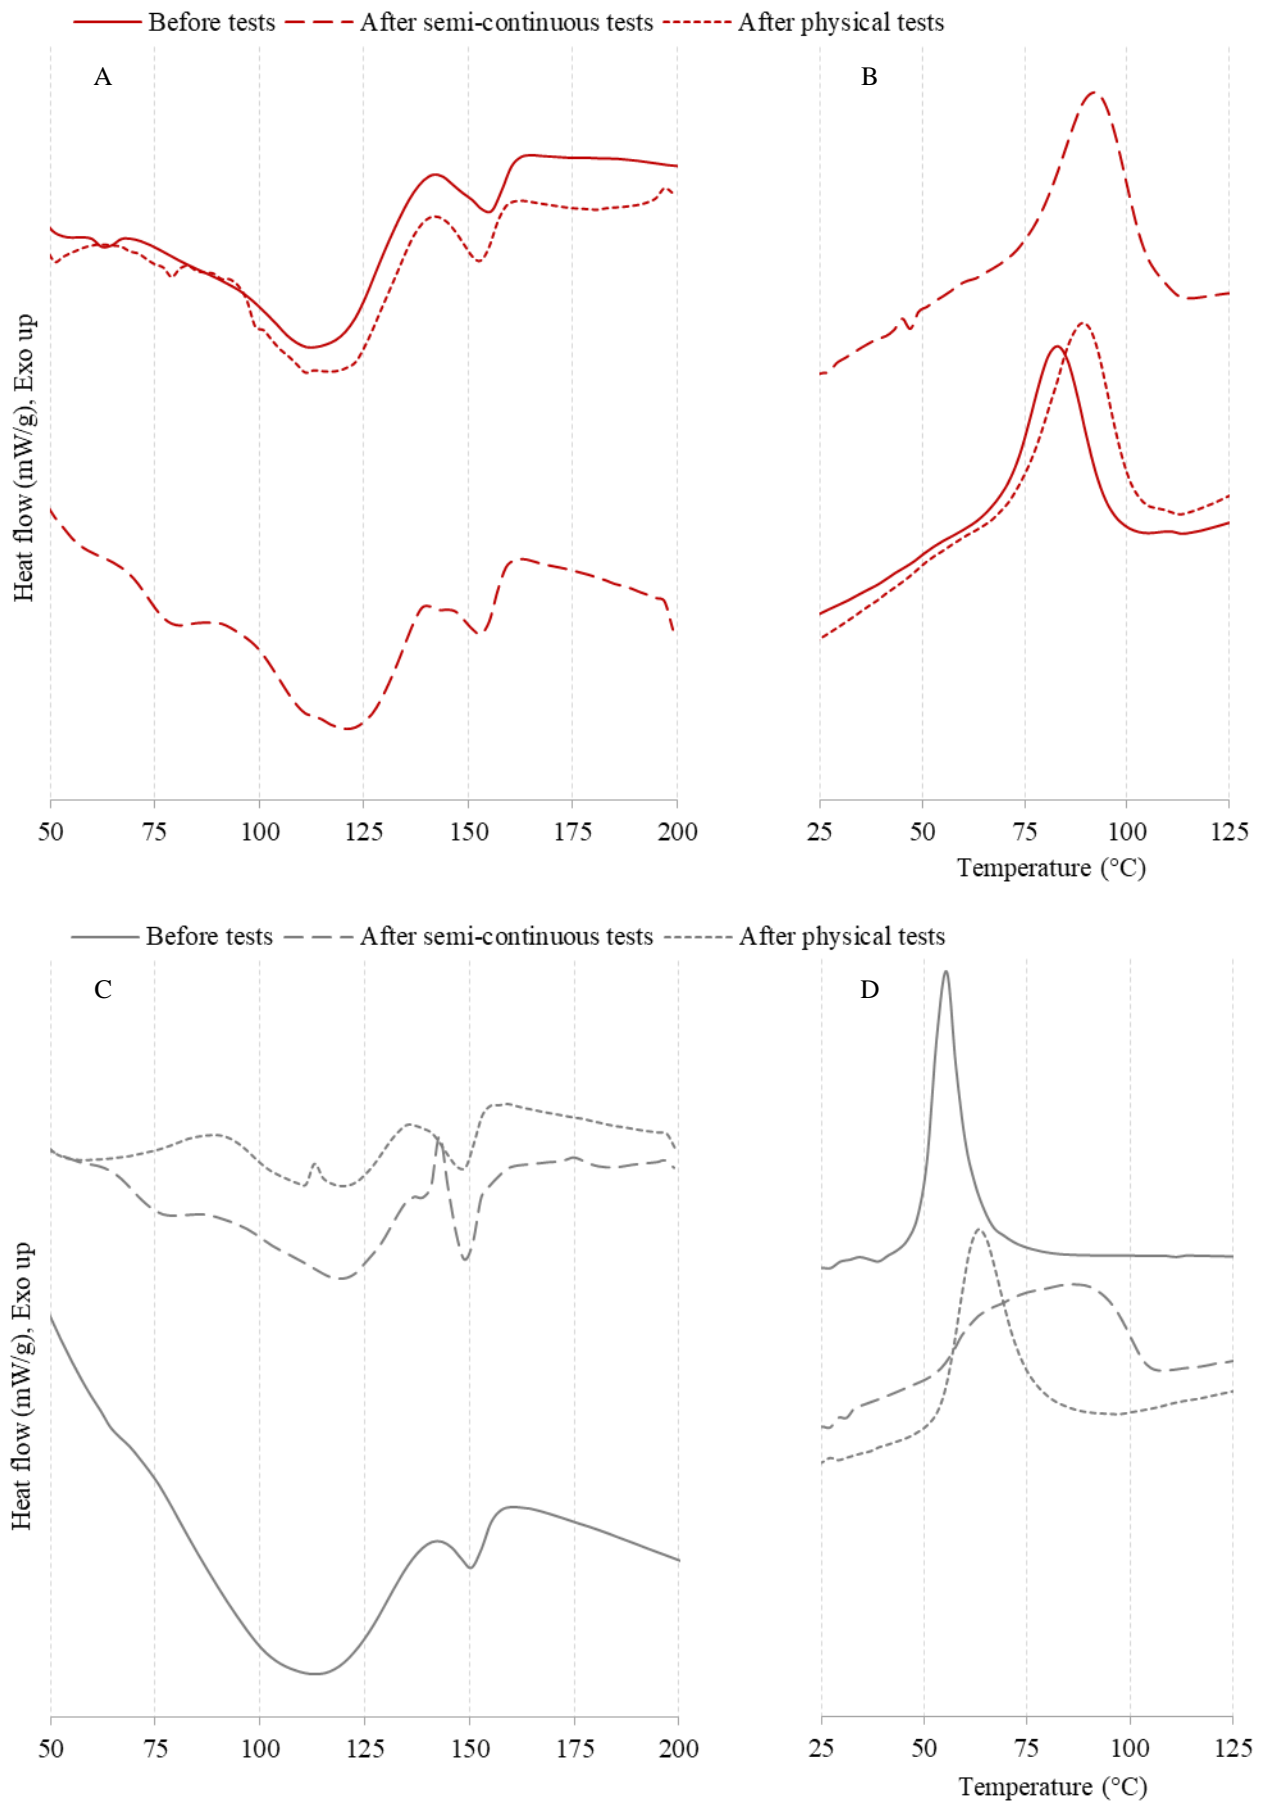 Before tests After semi-continuous tests After physical tests
A B
Heat flow (mW/g), Exo up
50 75 100 125 150 175 200 25 50 75 100 125
Temperature (°C)
Before tests After semi-continuous tests After physical tests
C D
Heat flow (mW/g), Exo up
50 75 100 125 150 175 200 25 50 75 100 125
Temperature (°C)